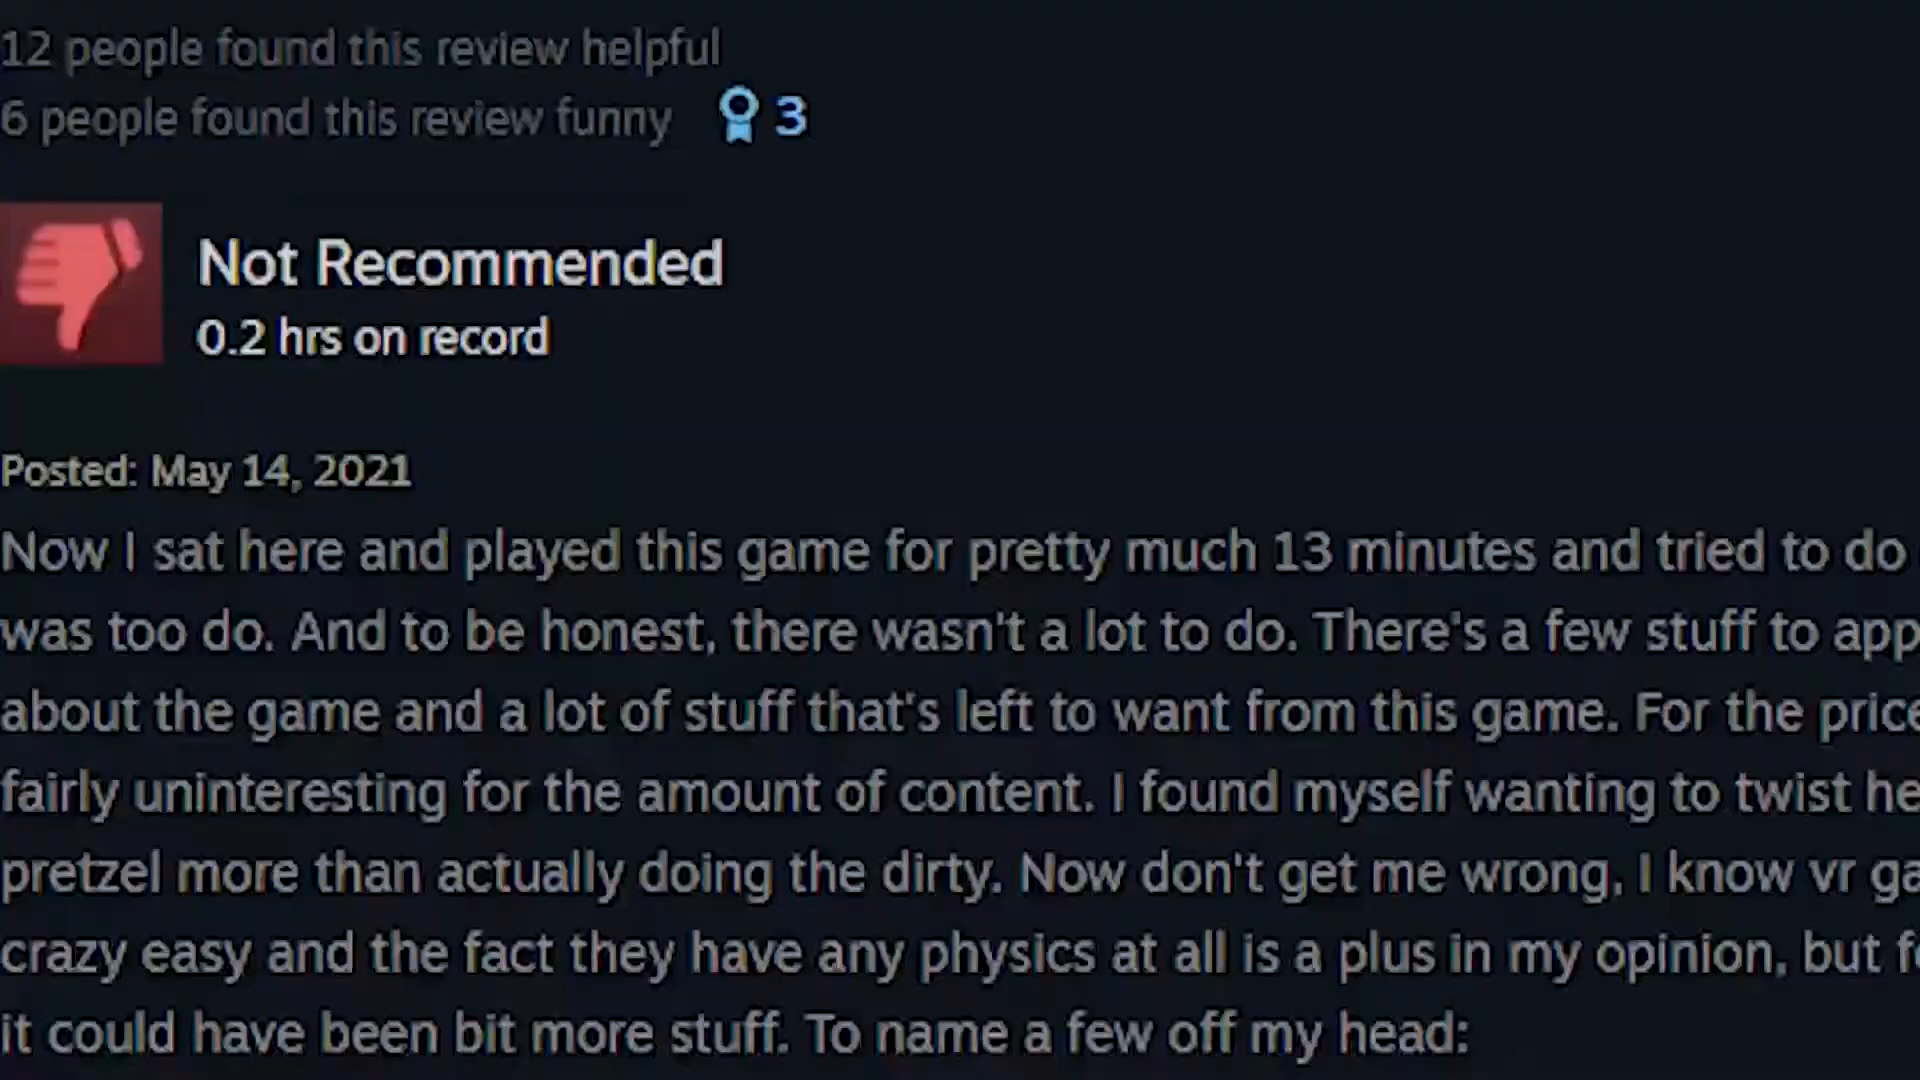 12 people found this review helpful
6 people found this review funny 3
Not Recommended
0.2 hrs on record
Posted: May 14, 2021
Now I sat here and played this game for pretty much 13 minutes and tried to do
was too do. And to be honest, there wasn't a lot to do. There's a few stuff to app
about the game and a lot of stuff that's left to want from this game. For the price
fairly uninteresting for the amount of content. I found myself wanting to twist he
pretzel more than actually doing the dirty. Now don't get me wrong, I know vr ga
crazy easy and the fact they have any physics at all is a plus in my opinion, but fo
it could have been bit more stuff. To name a few off my head: